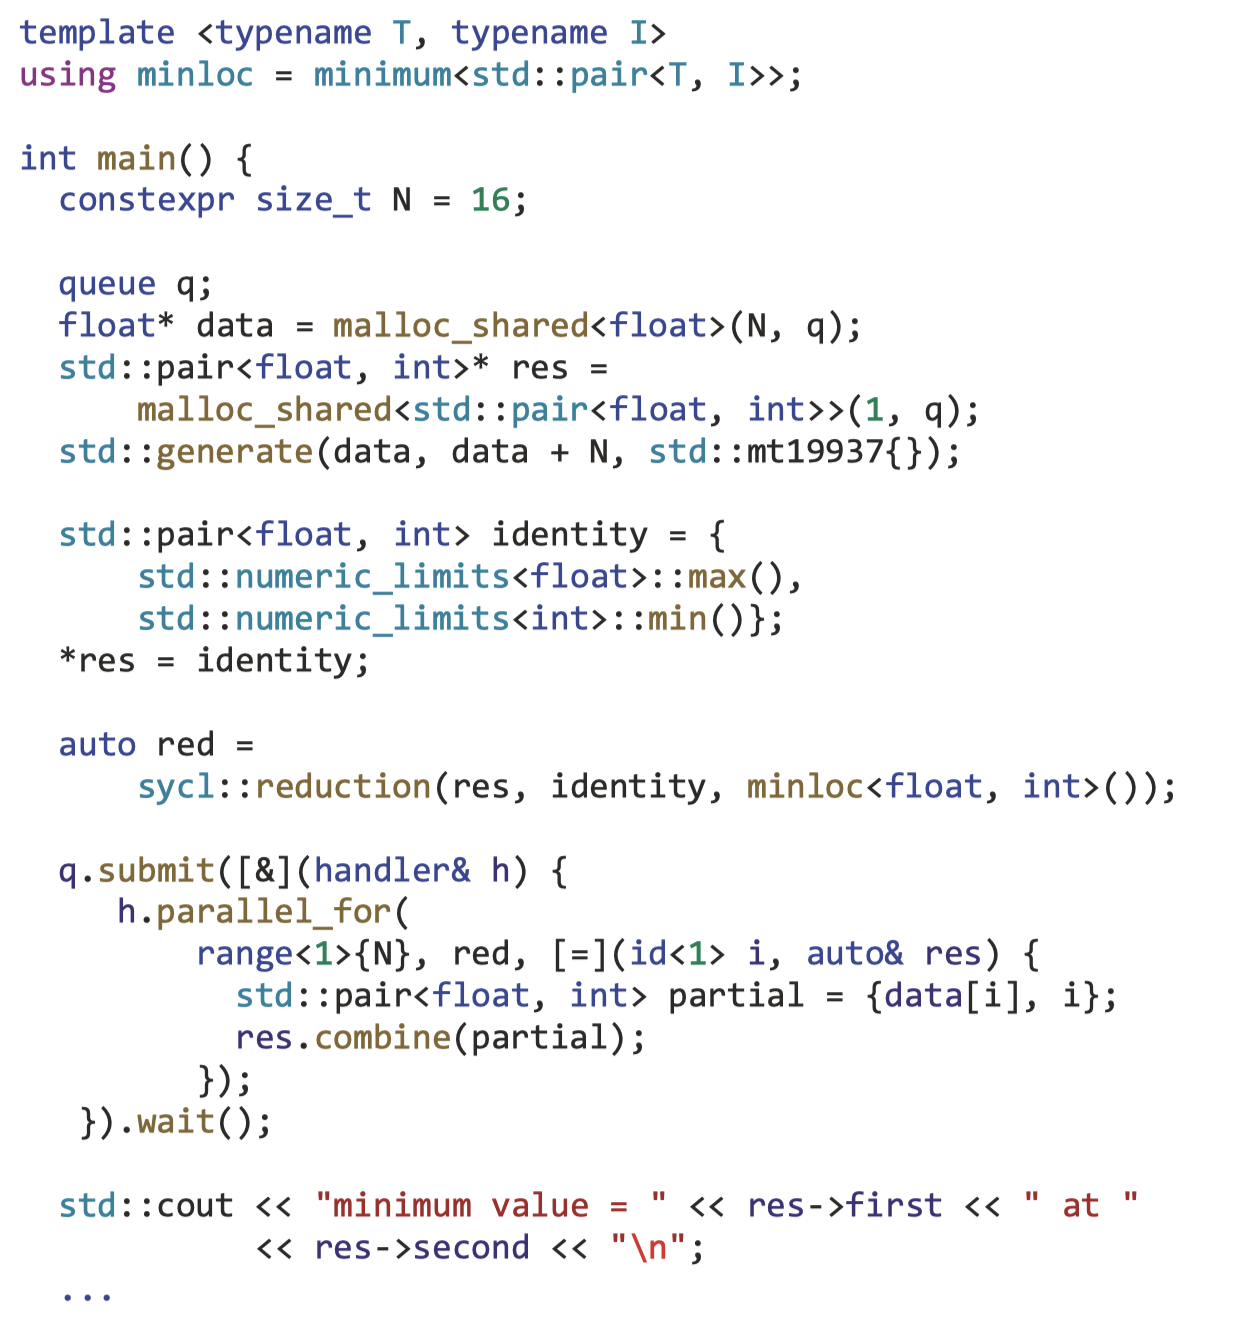 template <typename T, typename I>
using minloc = minimum<std::pair<T, I>>;

int main() {
  constexpr size_t N = 16;

  queue q;
  float* data = malloc_shared<float>(N, q);
  std::pair<float, int>* res =
      malloc_shared<std::pair<float, int>>(1, q);
  std::generate(data, data + N, std::mt19937{});

  std::pair<float, int> identity = {
      std::numeric_limits<float>::max(),
      std::numeric_limits<int>::min()};
  *res = identity;

  auto red =
      sycl::reduction(res, identity, minloc<float, int>());

  q.submit([&](handler& h) {
     h.parallel_for(
         range<1>{N}, red, [=](id<1> i, auto& res) {
           std::pair<float, int> partial = {data[i], i};
           res.combine(partial);
         });
   }).wait();

  std::cout << "minimum value = " << res->first << " at "
            << res->second << "\n";
  ...